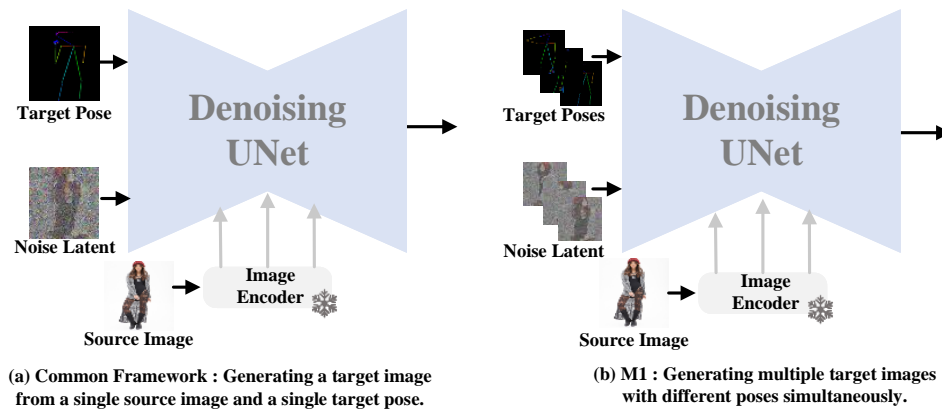 Target Pose
Denoising
UNet
Noise Latent
Image
Encoder
Source Image
(a) Common Framework : Generating a target image
from a single source image and a single target pose.
Target Poses
Denoising
UNet
Noise Latent
Image
Encoder
Source Image
(b) M1 : Generating multiple target images
with different poses simultaneously.